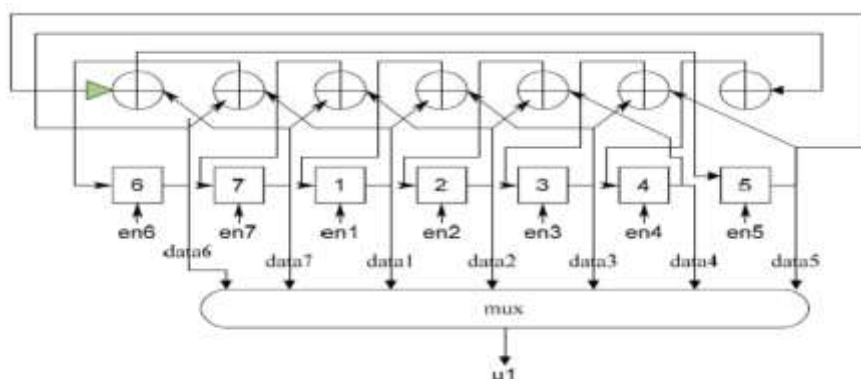 6 7 1 2 3 4 5
en6 en7 en1 en2 en3 en4 en5
data6 data7 data1 data2 data3 data4 data5
mux
u1